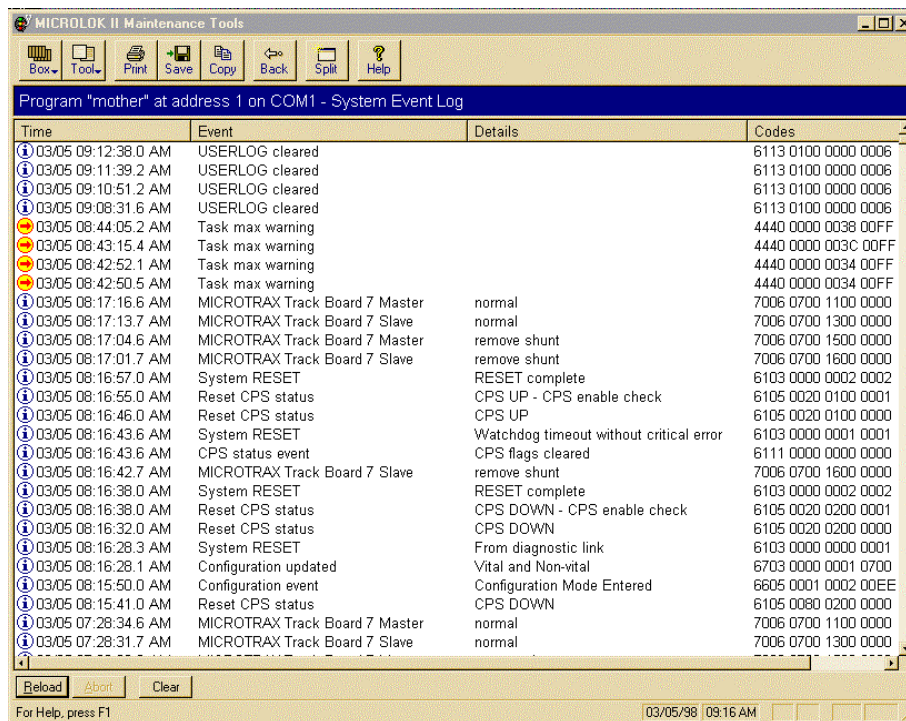 MICROLOK II Maintenance Tools
Box Tool Print Save Copy Back Split Help
Program "mother" at address 1 on COM1 - System Event Log
Time Event Details Codes
03/05 09:12:38.0 AM USERLOG cleared 6113 0100 0000 0006
03/05 09:11:39.2 AM USERLOG cleared 6113 0100 0000 0006
03/05 09:10:51.2 AM USERLOG cleared 6113 0100 0000 0006
03/05 09:08:31.6 AM USERLOG cleared 6113 0100 0000 0006
03/05 08:44:05.2 AM Task max warning 4440 0000 0038 00FF
03/05 08:43:15.4 AM Task max warning 4440 0000 003C 00FF
03/05 08:42:52.1 AM Task max warning 4440 0000 0034 00FF
03/05 08:42:50.5 AM Task max warning 4440 0000 0034 00FF
03/05 08:17:16.6 AM MICROTRAX Track Board 7 Master normal 7006 0700 1100 0000
03/05 08:17:13.7 AM MICROTRAX Track Board 7 Slave normal 7006 0700 1300 0000
03/05 08:17:04.6 AM MICROTRAX Track Board 7 Master remove shunt 7006 0700 1500 0000
03/05 08:17:01.7 AM MICROTRAX Track Board 7 Slave remove shunt 7006 0700 1600 0000
03/05 08:16:57.0 AM System RESET RESET complete 6103 0000 0002 0002
03/05 08:16:55.0 AM Reset CPS status CPS UP - CPS enable check 6105 0020 0100 0001
03/05 08:16:46.0 AM Reset CPS status CPS UP 6105 0020 0100 0000
03/05 08:16:43.6 AM System RESET Watchdog timeout without critical error 6103 0000 0001 0001
03/05 08:16:43.6 AM CPS status event CPS flags cleared 6111 0000 0000 0000
03/05 08:16:42.7 AM MICROTRAX Track Board 7 Slave remove shunt 7006 0700 1600 0000
03/05 08:16:38.0 AM System RESET RESET complete 6103 0000 0002 0002
03/05 08:16:38.0 AM Reset CPS status CPS DOWN - CPS enable check 6105 0020 0200 0001
03/05 08:16:32.0 AM Reset CPS status CPS DOWN 6105 0020 0200 0000
03/05 08:16:28.3 AM System RESET From diagnostic link 6103 0000 0000 0001
03/05 08:16:28.1 AM Configuration updated Vital and Non-vital 6703 0000 0001 0700
03/05 08:15:50.0 AM Configuration event Configuration Mode Entered 6605 0001 0002 00EE
03/05 08:15:41.0 AM Reset CPS status CPS DOWN 6105 0080 0200 0000
03/05 07:28:34.6 AM MICROTRAX Track Board 7 Master normal 7006 0700 1100 0000
03/05 07:28:31.7 AM MICROTRAX Track Board 7 Slave normal 7006 0700 1300 0000
Reload Abort Clear
For Help, press F1 03/05/98 09:16 AM